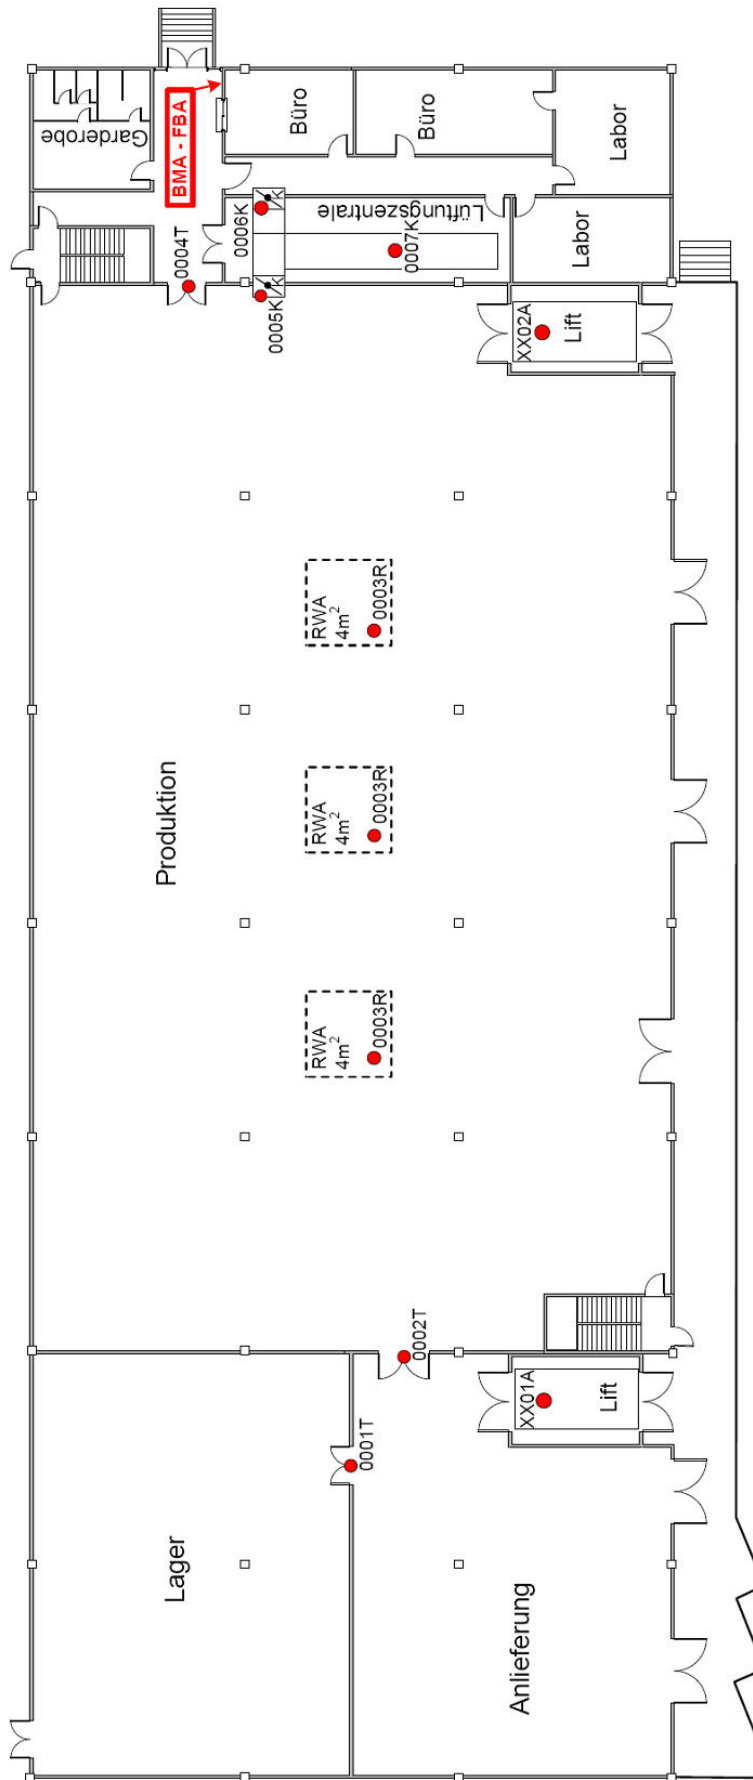 Garderobe
BMA - FBA
Büro
Büro
Labor
0004T
0006K
Lüftungszentrale
0007K
Labor
0005K
XX02A
Lift
RWA
4m²
0003R
Produktion
RWA
4m²
0003R
RWA
4m²
0003R
0002T
XX01A
Lift
0001T
Lager
Anlieferung
K
K